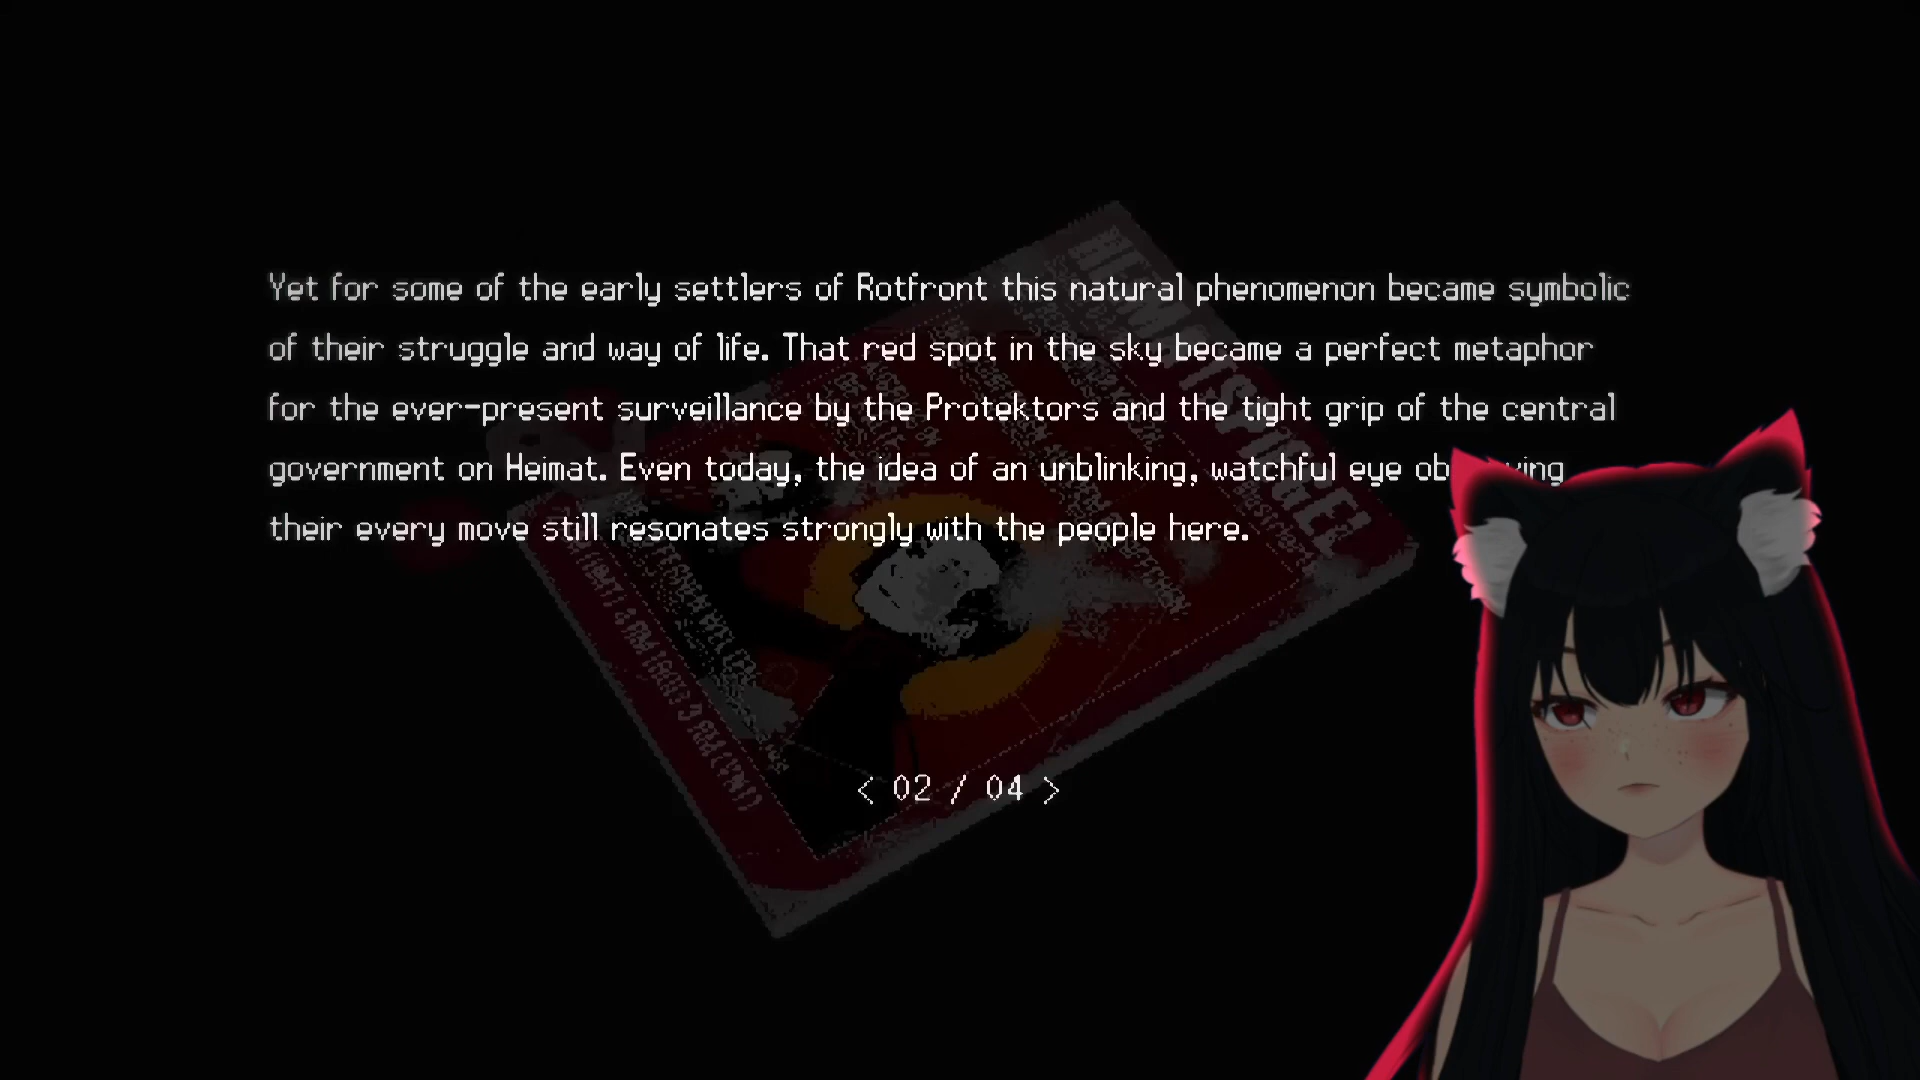 Yet for some of the early settlers of Rotfront this natural phenomenon became symbolic
of their struggle and way of life. That red spot in the sky became a perfect metaphor
for the ever-present surveillance by the Protektors and the tight grip of the central
government on Heimat. Even today, the idea of an unblinking, watchful eye
their every move still resonates strongly with the people here.
< 02 / 04 >